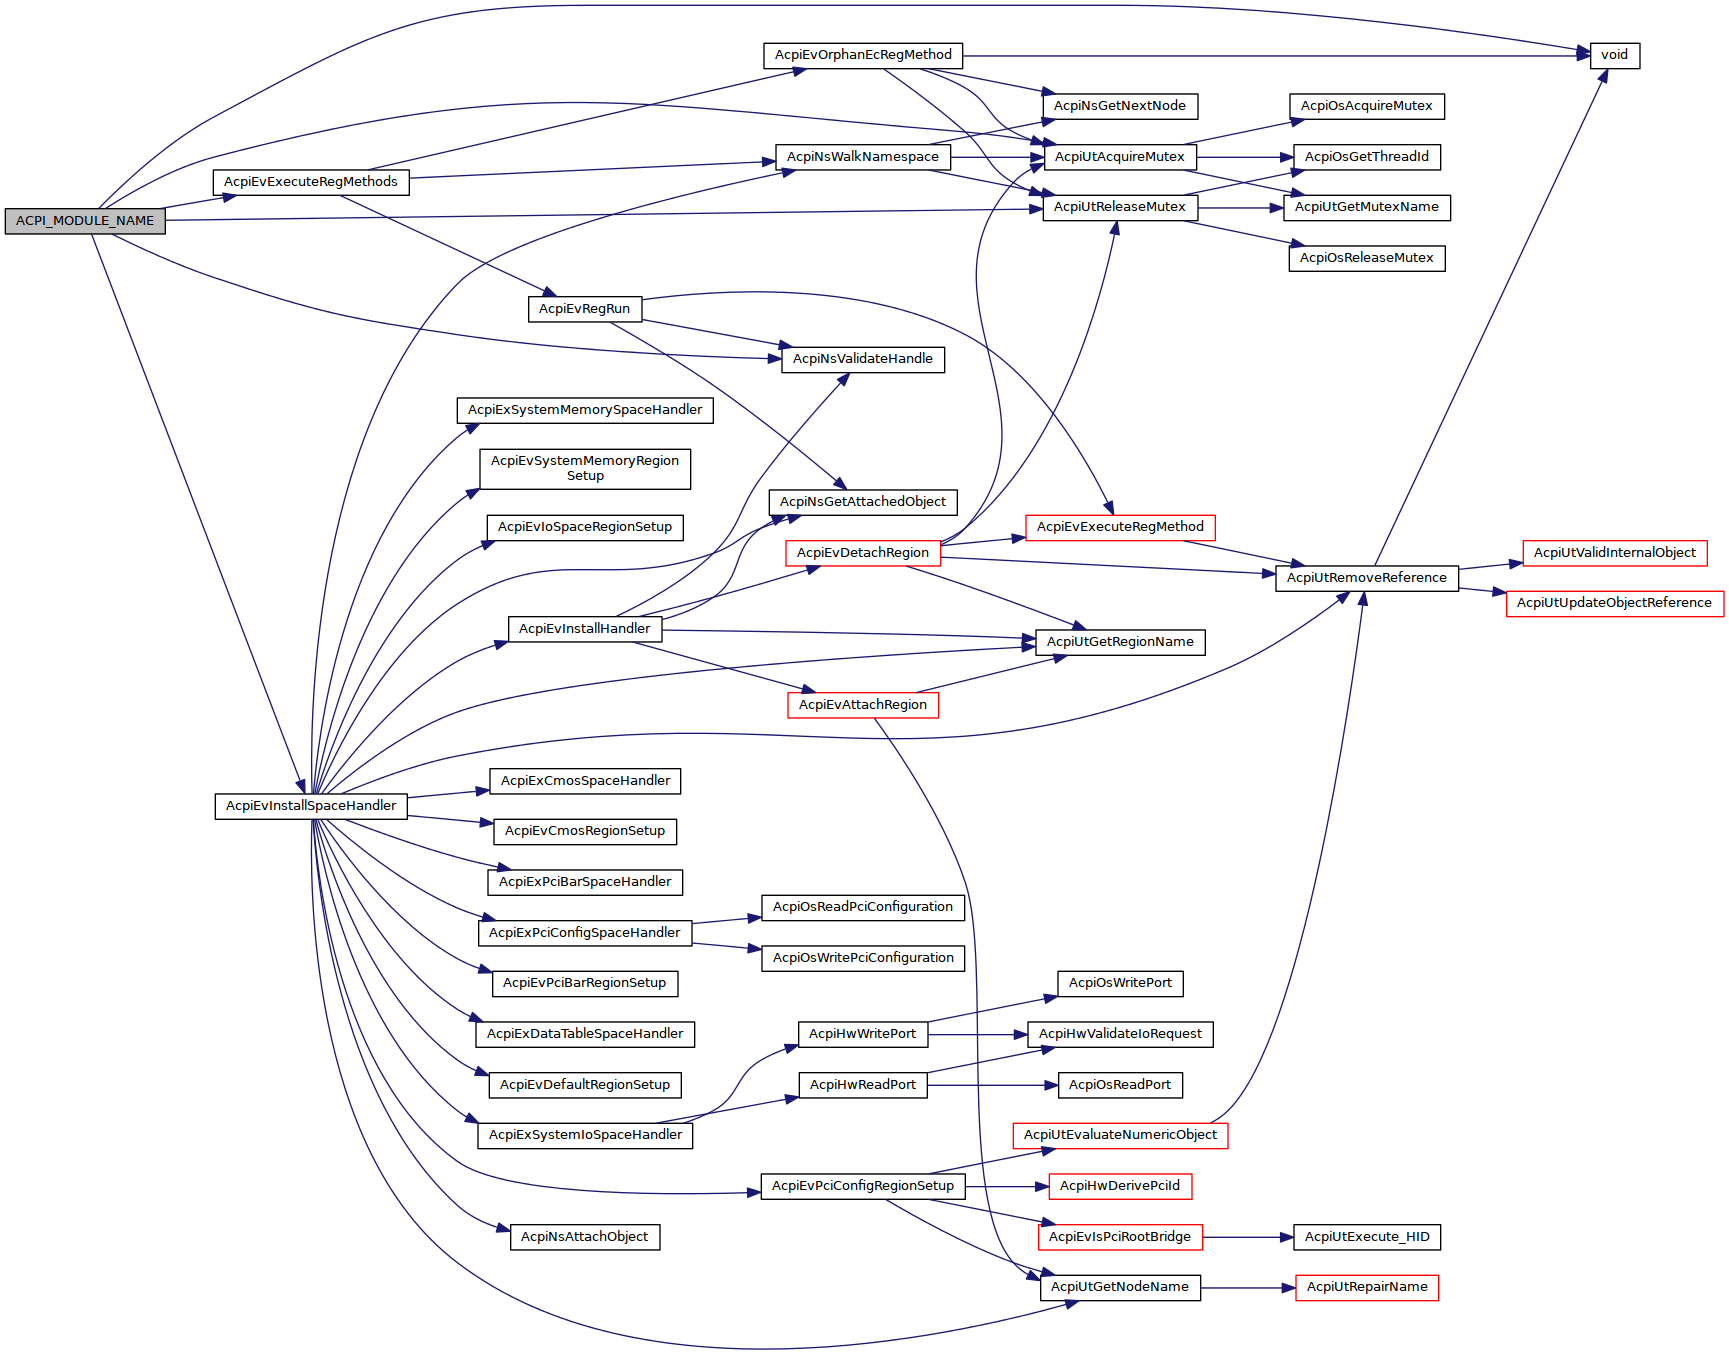 AcpiEvOrphanEcRegMethod
void
AcpiNsGetNextNode
AcpiOsAcquireMutex
AcpiNsWalkNamespace
AcpiUtAcquireMutex
AcpiOsGetThreadId
AcpiEvExecuteRegMethods
ACPI_MODULE_NAME
AcpiUtReleaseMutex
AcpiUtGetMutexName
AcpiOsReleaseMutex
AcpiEvRegRun
AcpiNsValidateHandle
AcpiExSystemMemorySpaceHandler
AcpiEvSystemMemoryRegion
Setup
AcpiNsGetAttachedObject
AcpiEvIoSpaceRegionSetup
AcpiEvExecuteRegMethod
AcpiEvDetachRegion
AcpiUtValidInternalObject
AcpiUtRemoveReference
AcpiUtUpdateObjectReference
AcpiEvInstallHandler
AcpiUtGetRegionName
AcpiEvAttachRegion
AcpiExCmosSpaceHandler
AcpiEvInstallSpaceHandler
AcpiEvCmosRegionSetup
AcpiExPciBarSpaceHandler
AcpiOsReadPciConfiguration
AcpiExPciConfigSpaceHandler
AcpiOsWritePciConfiguration
AcpiEvPciBarRegionSetup
AcpiOsWritePort
AcpiExDataTableSpaceHandler
AcpiHwWritePort
AcpiHwValidateIoRequest
AcpiEvDefaultRegionSetup
AcpiHwReadPort
AcpiOsReadPort
AcpiExSystemIoSpaceHandler
AcpiUtEvaluateNumericObject
AcpiEvPciConfigRegionSetup
AcpiHwDerivePciId
AcpiNsAttachObject
AcpiEvIsPciRootBridge
AcpiUtExecute_HID
AcpiUtGetNodeName
AcpiUtRepairName